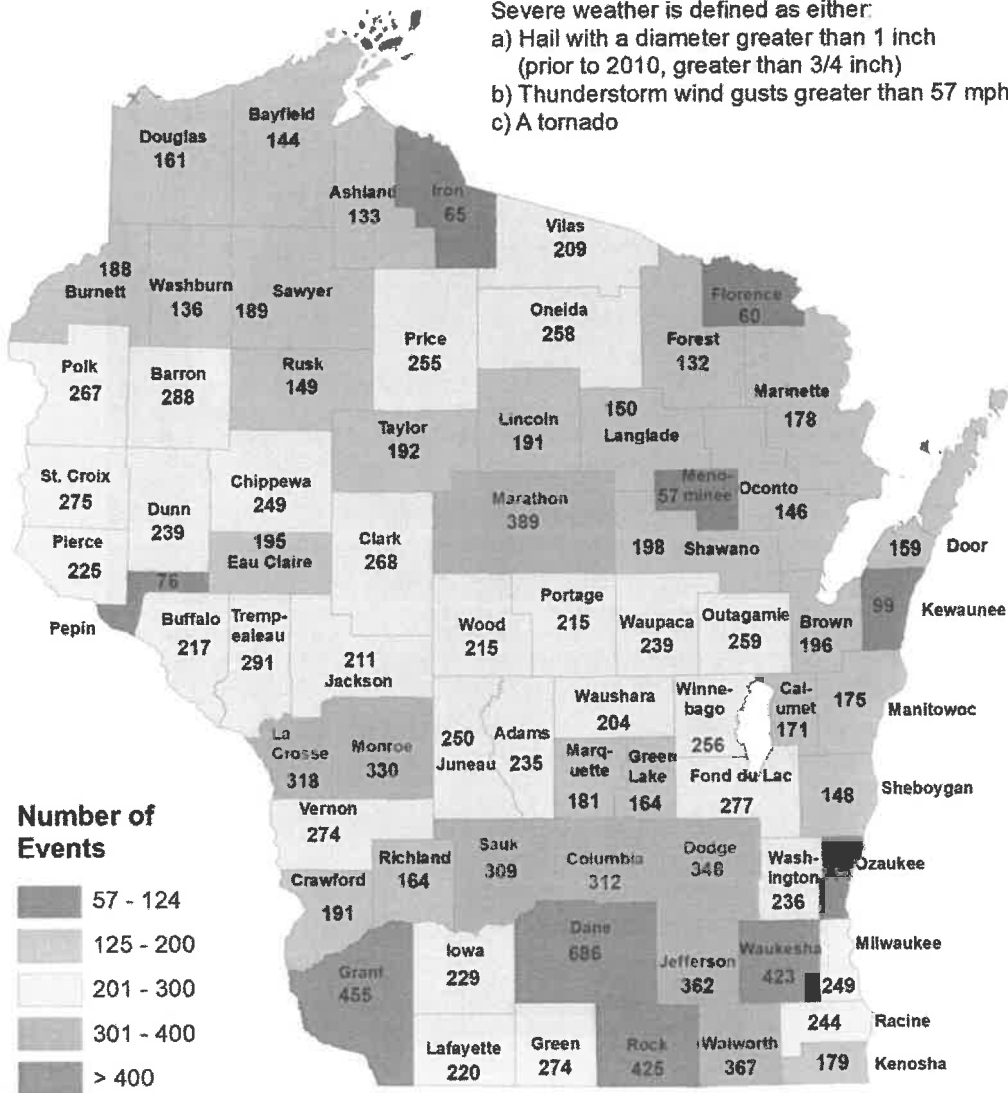 Severe weather is defined as either:
a) Hail with a diameter greater than 1 inch
(prior to 2010, greater than 3/4 inch)
b) Thunderstorm wind gusts greater than 57 mph
c) A tornado
Douglas
161
Bayfield
144
Ashland
133
Iron
65
Vilas
209
188
Burnett
Washburn
136
Sawyer
189
Price
255
Oneida
258
Forest
132
Florence
60
Marinette
178
Polk
267
Barron
288
Rusk
149
Taylor
192
Lincoln
191
150
Langlade
St. Croix
275
Dunn
239
Chippewa
249
Marathon
389
Meno-
57 minee
Oconto
146
Pierce
225
195
Eau Claire
Clark
268
198 Shawano
159 Door
76
Pepin
Buffalo
217
Tremp-
ealeau
291
211
Jackson
Wood
215
Portage
215
Waupaca
239
Outagamie
259
Brown
196
99
Kewaunee
La
Crosse
318
Monroe
330
250
Juneau
Adams
235
Waushara
204
Winne-
bago
256
Cal-
umet
171
175
Manitowoc
Marq-
uette
181
Green
Lake
164
Fond du Lac
277
148
Sheboygan
Vernon
274
Crawford
191
Richland
164
Sauk
309
Columbia
312
Dodge
348
Wash-
ington
236
Ozaukee
Grant
455
Iowa
229
Dane
686
Jefferson
362
Waukesha
423
Milwaukee
249
Lafayette
220
Green
274
Rock
425
Walworth
367
244 Racine
179 Kenosha
Number of
Events
57 - 124
125 - 200
201 - 300
301 - 400
> 400